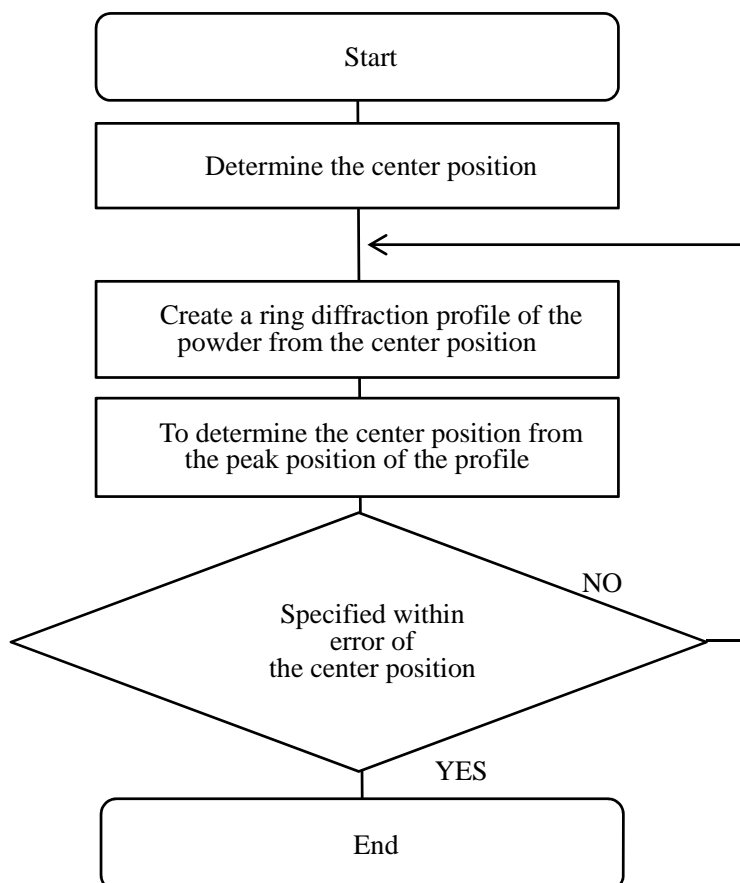 Start
Determine the center position
Create a ring diffraction profile of the
powder from the center position
To determine the center position from
the peak position of the profile
NO
Specified within
error of
the center position
YES
End